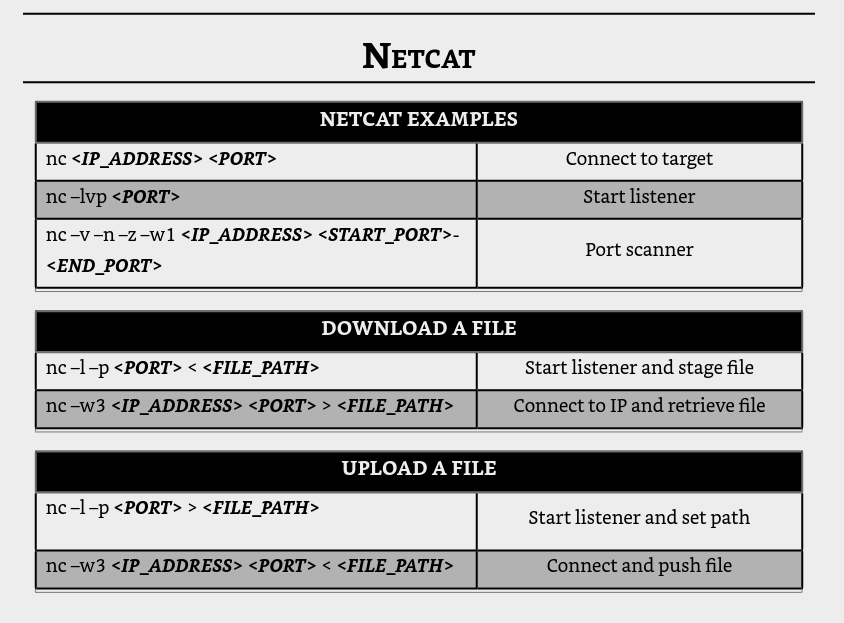 NETCAT
NETCAT EXAMPLES
nc <IP_ADDRESS> <PORT>
Connect to target
nc –lvp <PORT>
Start listener
nc –v –n –z –w1 <IP_ADDRESS> <START_PORT>-
<END_PORT>
Port scanner
DOWNLOAD A FILE
nc –l –p <PORT> < <FILE_PATH>
Start listener and stage file
nc –w3 <IP_ADDRESS> <PORT> > <FILE_PATH>
Connect to IP and retrieve file
UPLOAD A FILE
nc –l –p <PORT> > <FILE_PATH>
Start listener and set path
nc –w3 <IP_ADDRESS> <PORT> < <FILE_PATH>
Connect and push file